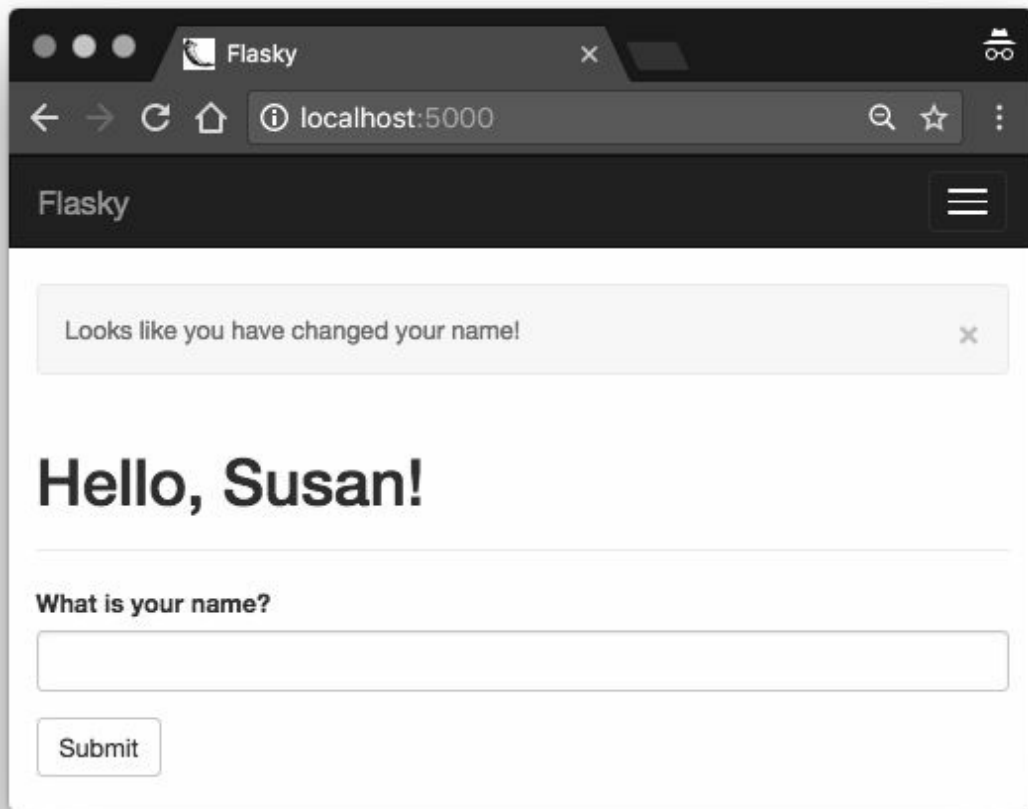 Flasky
localhost:5000
Flasky
Looks like you have changed your name!
Hello, Susan!
What is your name?
Submit